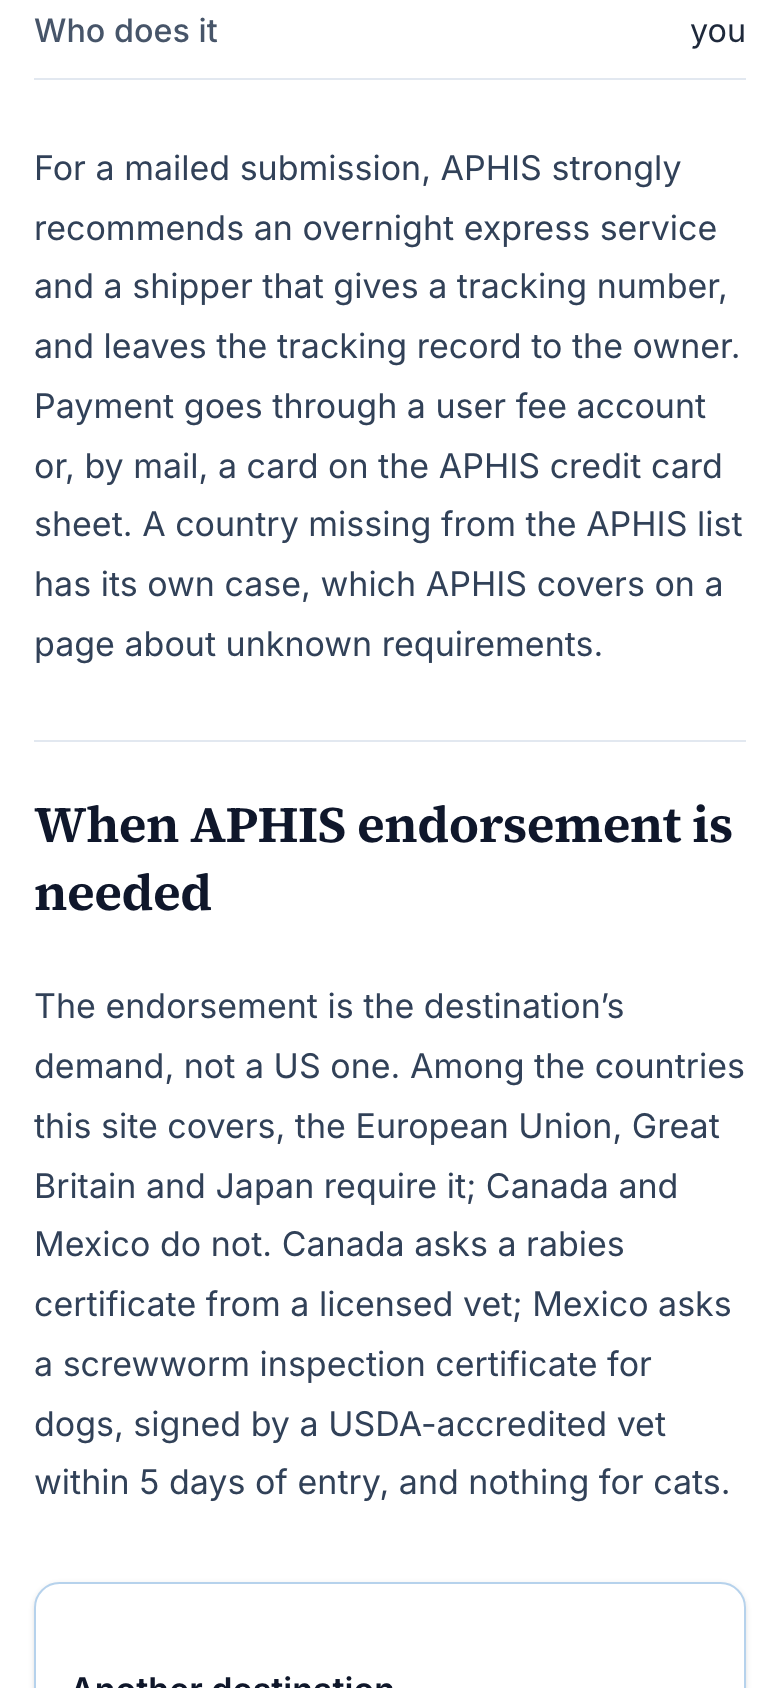 Who does it you
For a mailed submission, APHIS strongly
recommends an overnight express service
and a shipper that gives a tracking number,
and leaves the tracking record to the owner.
Payment goes through a user fee account
or, by mail, a card on the APHIS credit card
sheet. A country missing from the APHIS list
has its own case, which APHIS covers on a
page about unknown requirements.
When APHIS endorsement is
needed
The endorsement is the destination’s
demand, not a US one. Among the countries
this site covers, the European Union, Great
Britain and Japan require it; Canada and
Mexico do not. Canada asks a rabies
certificate from a licensed vet; Mexico asks
a screwworm inspection certificate for
dogs, signed by a USDA-accredited vet
within 5 days of entry, and nothing for cats.
Another destination